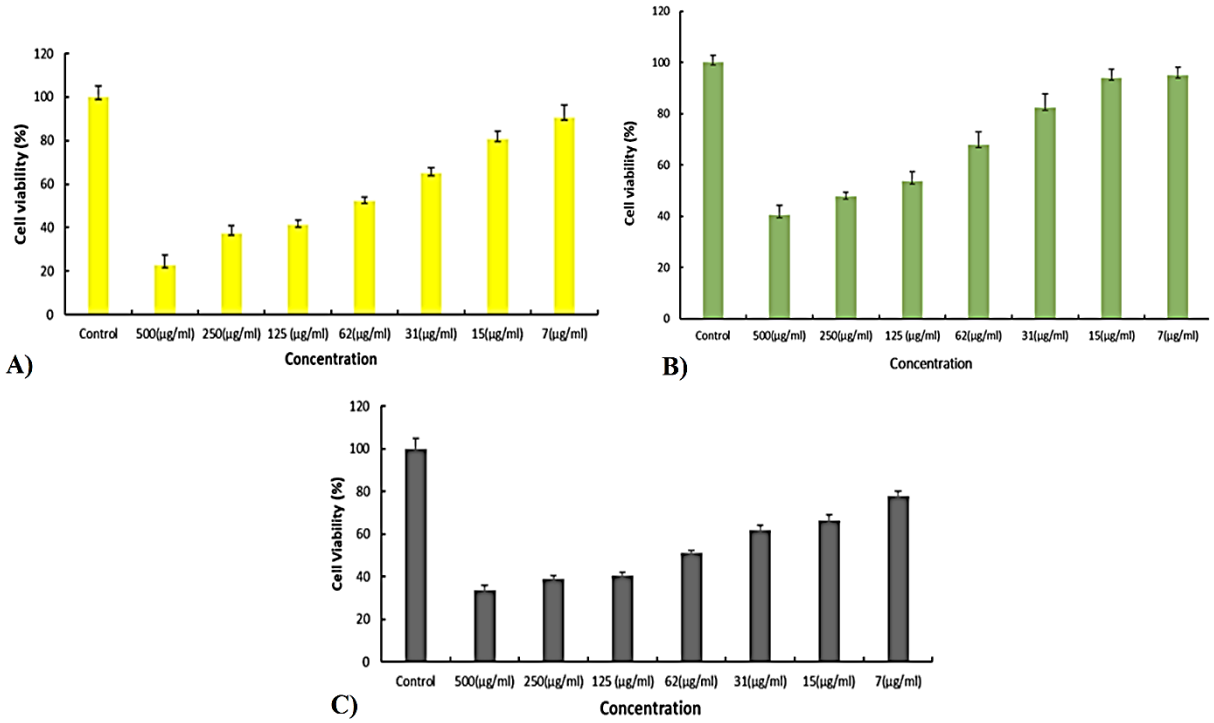 120
100
80
60
40
20
0
Cell viability (%)
Control 500(µg/ml) 250(µg/ml) 125 (µg/ml) 62(µg/ml) 31(µg/ml) 15(µg/ml) 7(µg/ml)
Concentration
A)
120
100
80
60
40
20
0
Cell viability (%)
Control 500(µg/ml) 250(µg/ml) 125 (µg/ml) 62(µg/ml) 31(µg/ml) 15(µg/ml) 7(µg/ml)
Concentration
B)
120
100
80
60
40
20
0
Cell Viability (%)
Control 500(µg/ml) 250(µg/ml) 125 (µg/ml) 62(µg/ml) 31(µg/ml) 15(µg/ml) 7(µg/ml)
Concentration
C)